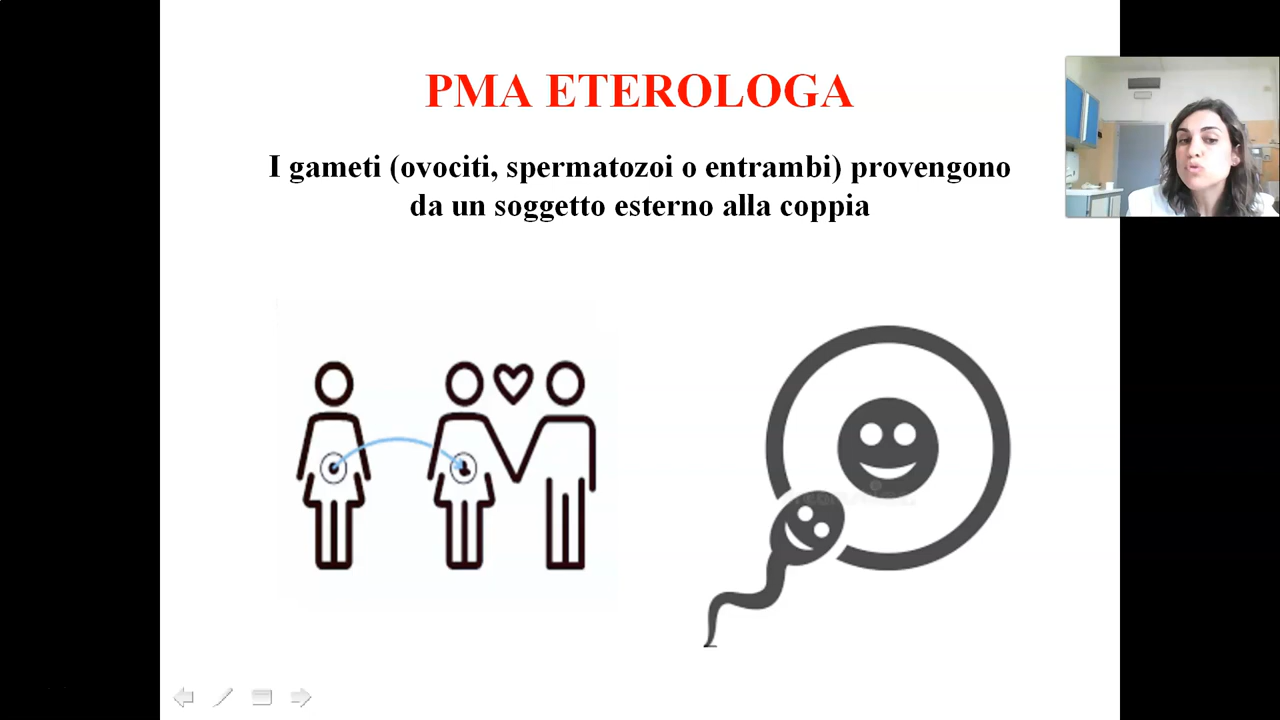 PMA ETEROLOGA
I gameti (ovociti, spermatozoi o entrambi) provengono
da un soggetto esterno alla coppia